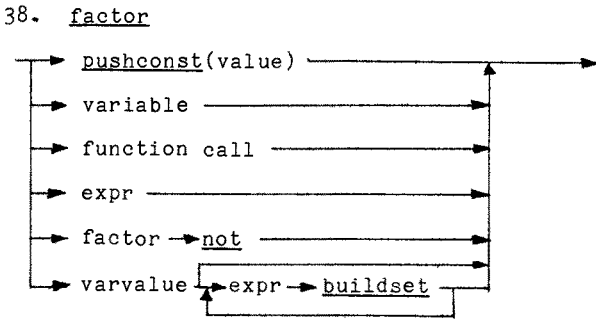 38. factor
pushconst(value)
variable
function call
expr
factor not
varvalue expr buildset